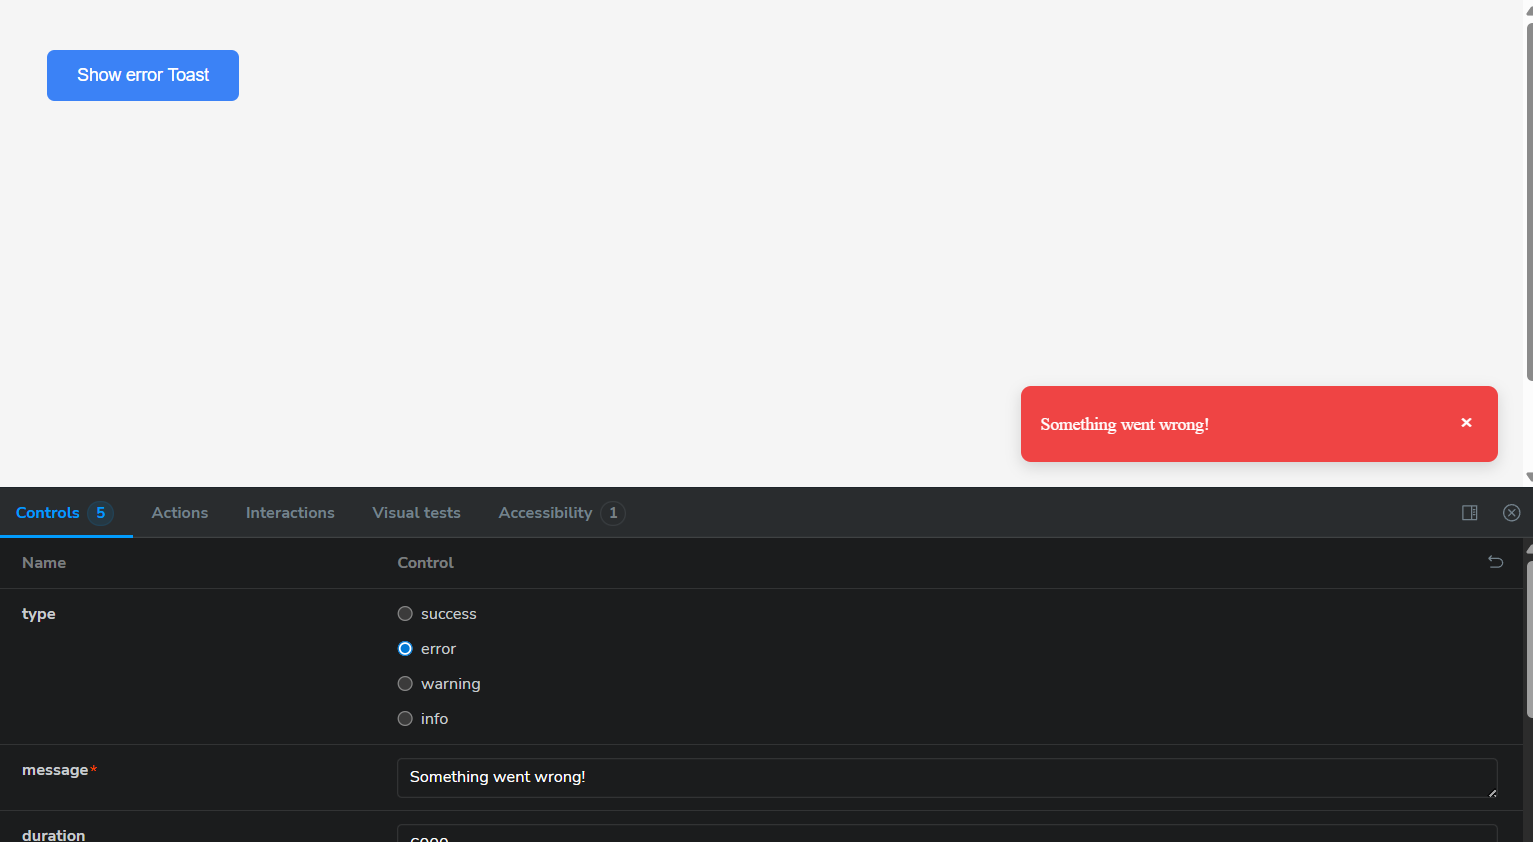 Show error Toast
Something went wrong!
×
Controls 5 Actions Interactions Visual tests Accessibility 1
Name Control
type success
error
warning
info
message* Something went wrong!
duration 6000